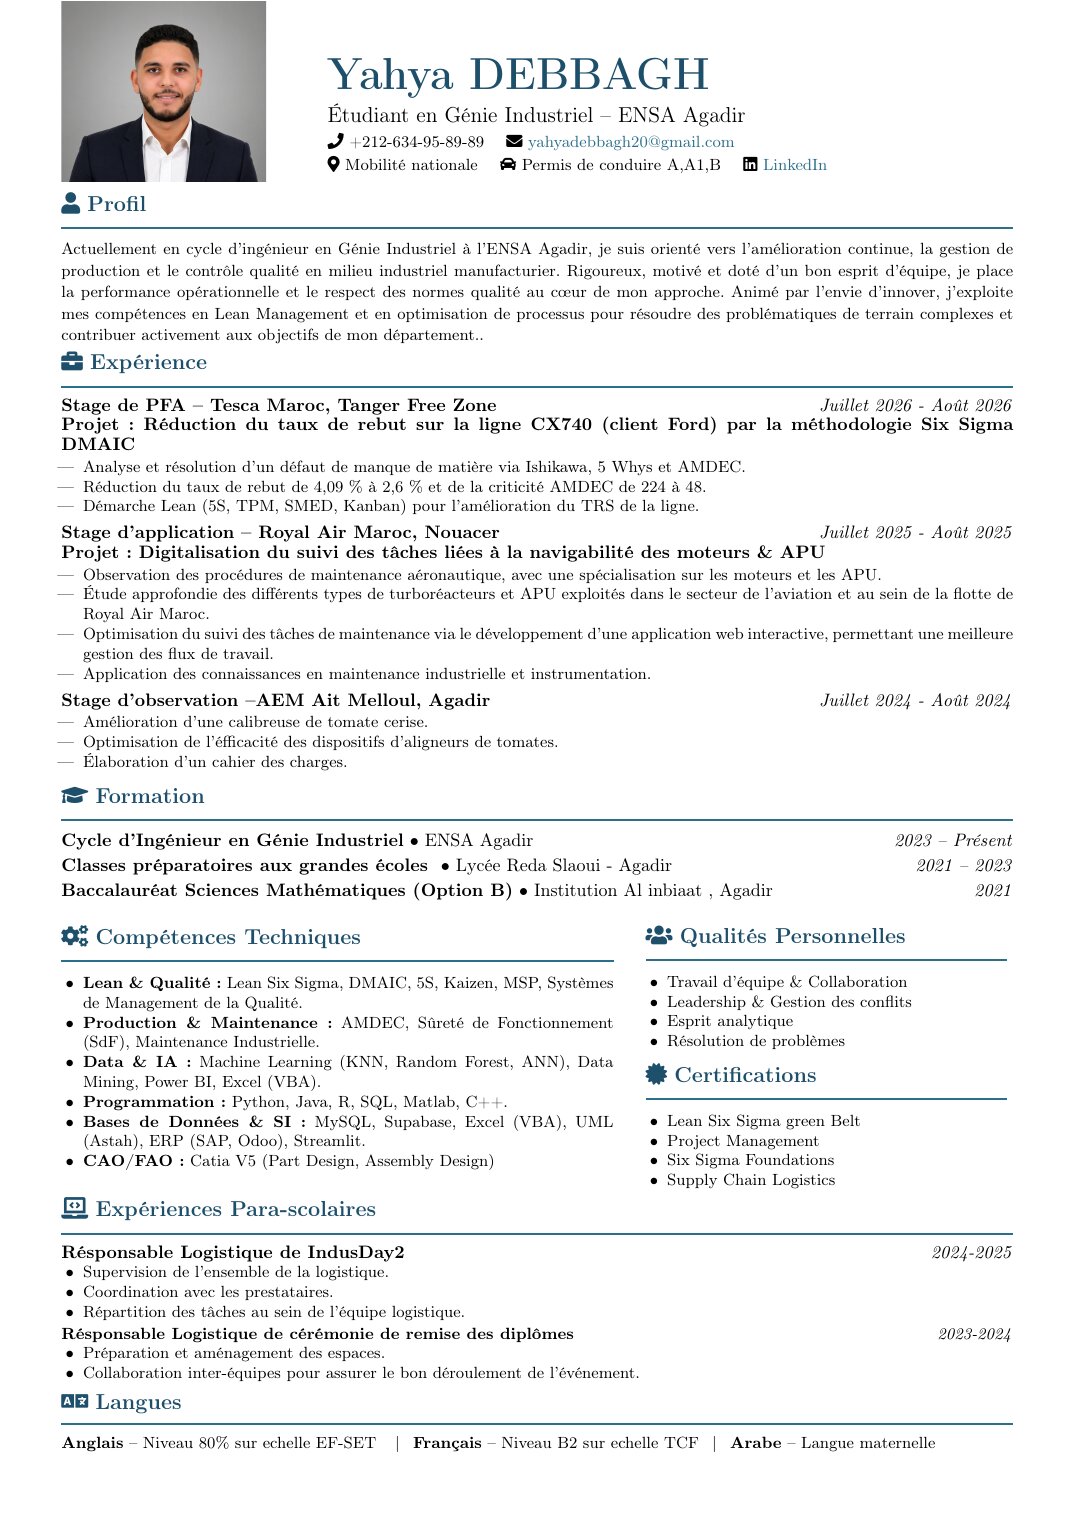 Yahya DEBBAGH
Étudiant en Génie Industriel – ENSA Agadir
+212-634-95-89-89 yahyadebbagh20@gmail.com
Mobilité nationale Permis de conduire A,A1,B LinkedIn
Profil
Actuellement en cycle d'ingénieur en Génie Industriel à l'ENSA Agadir, je suis orienté vers l'amélioration continue, la gestion de
production et le contrôle qualité en milieu industriel manufacturier. Rigoureux, motivé et doté d'un bon esprit d'équipe, je place
la performance opérationnelle et le respect des normes qualité au cœur de mon approche. Animé par l'envie d'innover, j'exploite
mes compétences en Lean Management et en optimisation de processus pour résoudre des problématiques de terrain complexes et
contribuer activement aux objectifs de mon département..
Expérience
Stage de PFA – Tesca Maroc, Tanger Free Zone Juillet 2026 - Août 2026
Projet : Réduction du taux de rebut sur la ligne CX740 (client Ford) par la méthodologie Six Sigma
DMAIC
— Analyse et résolution d'un défaut de manque de matière via Ishikawa, 5 Whys et AMDEC.
— Réduction du taux de rebut de 4,09 % à 2,6 % et de la criticité AMDEC de 224 à 48.
— Démarche Lean (5S, TPM, SMED, Kanban) pour l'amélioration du TRS de la ligne.
Stage d'application – Royal Air Maroc, Nouacer Juillet 2025 - Août 2025
Projet : Digitalisation du suivi des tâches liées à la navigabilité des moteurs & APU
— Observation des procédures de maintenance aéronautique, avec une spécialisation sur les moteurs et les APU.
— Étude approfondie des différents types de turboréacteurs et APU exploités dans le secteur de l'aviation et au sein de la flotte de
Royal Air Maroc.
— Optimisation du suivi des tâches de maintenance via le développement d'une application web interactive, permettant une meilleure
gestion des flux de travail.
— Application des connaissances en maintenance industrielle et instrumentation.
Stage d'observation –AEM Ait Melloul, Agadir Juillet 2024 - Août 2024
— Amélioration d'une calibreuse de tomate cerise.
— Optimisation de l'éfficacité des dispositifs d'aligneurs de tomates.
— Élaboration d'un cahier des charges.
Formation
Cycle d'Ingénieur en Génie Industriel • ENSA Agadir 2023 – Présent
Classes préparatoires aux grandes écoles • Lycée Reda Slaoui - Agadir 2021 – 2023
Baccalauréat Sciences Mathématiques (Option B) • Institution Al inbiaat , Agadir 2021
Compétences Techniques
• Lean & Qualité : Lean Six Sigma, DMAIC, 5S, Kaizen, MSP, Systèmes
de Management de la Qualité.
• Production & Maintenance : AMDEC, Sûreté de Fonctionnement
(SdF), Maintenance Industrielle.
• Data & IA : Machine Learning (KNN, Random Forest, ANN), Data
Mining, Power BI, Excel (VBA).
• Programmation : Python, Java, R, SQL, Matlab, C++.
• Bases de Données & SI : MySQL, Supabase, Excel (VBA), UML
(Astah), ERP (SAP, Odoo), Streamlit.
• CAO/FAO : Catia V5 (Part Design, Assembly Design)
Qualités Personnelles
• Travail d'équipe & Collaboration
• Leadership & Gestion des conflits
• Esprit analytique
• Résolution de problèmes
Certifications
• Lean Six Sigma green Belt
• Project Management
• Six Sigma Foundations
• Supply Chain Logistics
Expériences Para-scolaires
Résponsable Logistique de IndusDay2 2024-2025
• Supervision de l'ensemble de la logistique.
• Coordination avec les prestataires.
• Répartition des tâches au sein de l'équipe logistique.
Résponsable Logistique de cérémonie de remise des diplômes 2023-2024
• Préparation et aménagement des espaces.
• Collaboration inter-équipes pour assurer le bon déroulement de l'événement.
Langues
Anglais – Niveau 80% sur echelle EF-SET | Français – Niveau B2 sur echelle TCF | Arabe – Langue maternelle